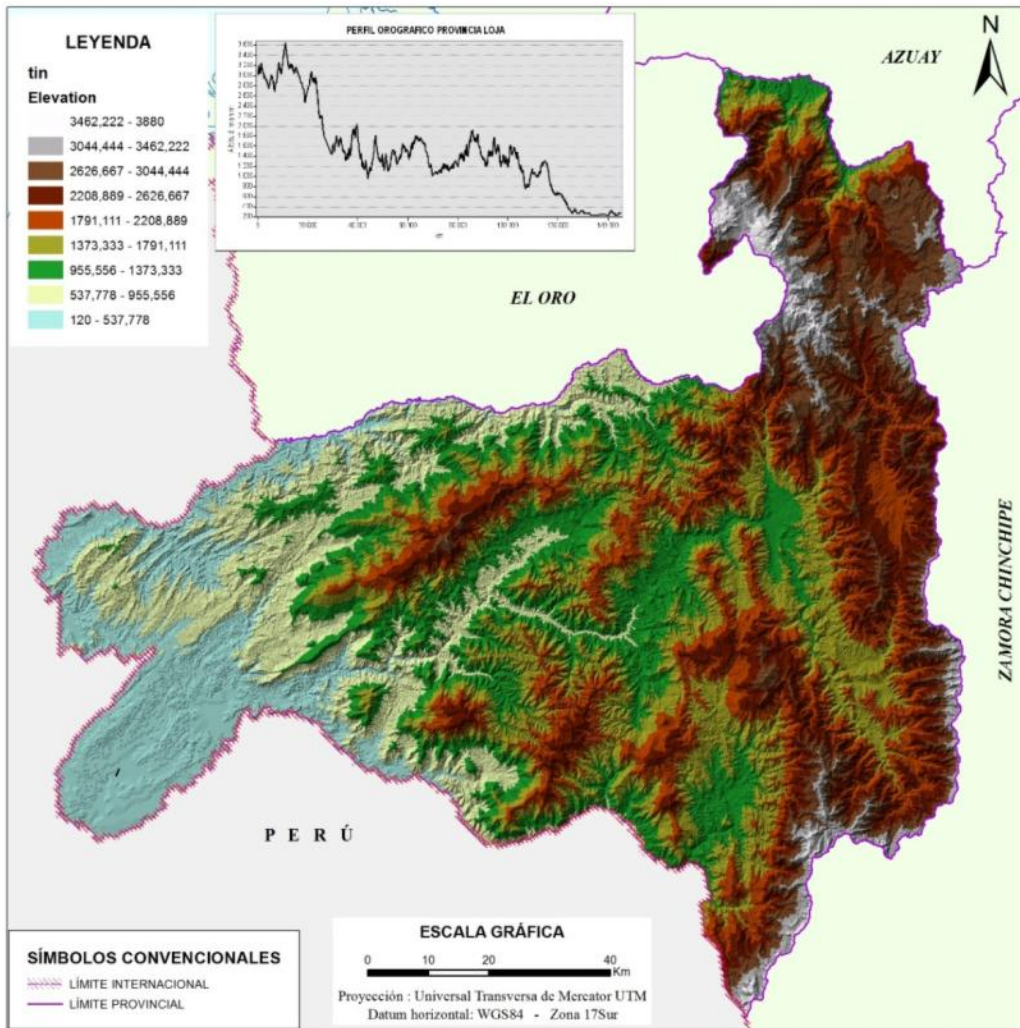 LEYENDA
tin
Elevation
3462,222 - 3880
3044,444 - 3462,222
2626,667 - 3044,444
2208,889 - 2626,667
1791,111 - 2208,889
1373,333 - 1791,111
955,556 - 1373,333
537,778 - 955,556
120 - 537,778
PERFIL OROGRAFICO PROVINCIA LOJA
N
AZUAY
EL ORO
ZAMORA CHINCHIPE
P E R Ú
SÍMBOLOS CONVENCIONALES
LÍMITE INTERNACIONAL
LÍMITE PROVINCIAL
ESCALA GRÁFICA
0 10 20 40
Km
Proyección : Universal Transversa de Mercator UTM
Datum horizontal: WGS84 - Zona 17Sur